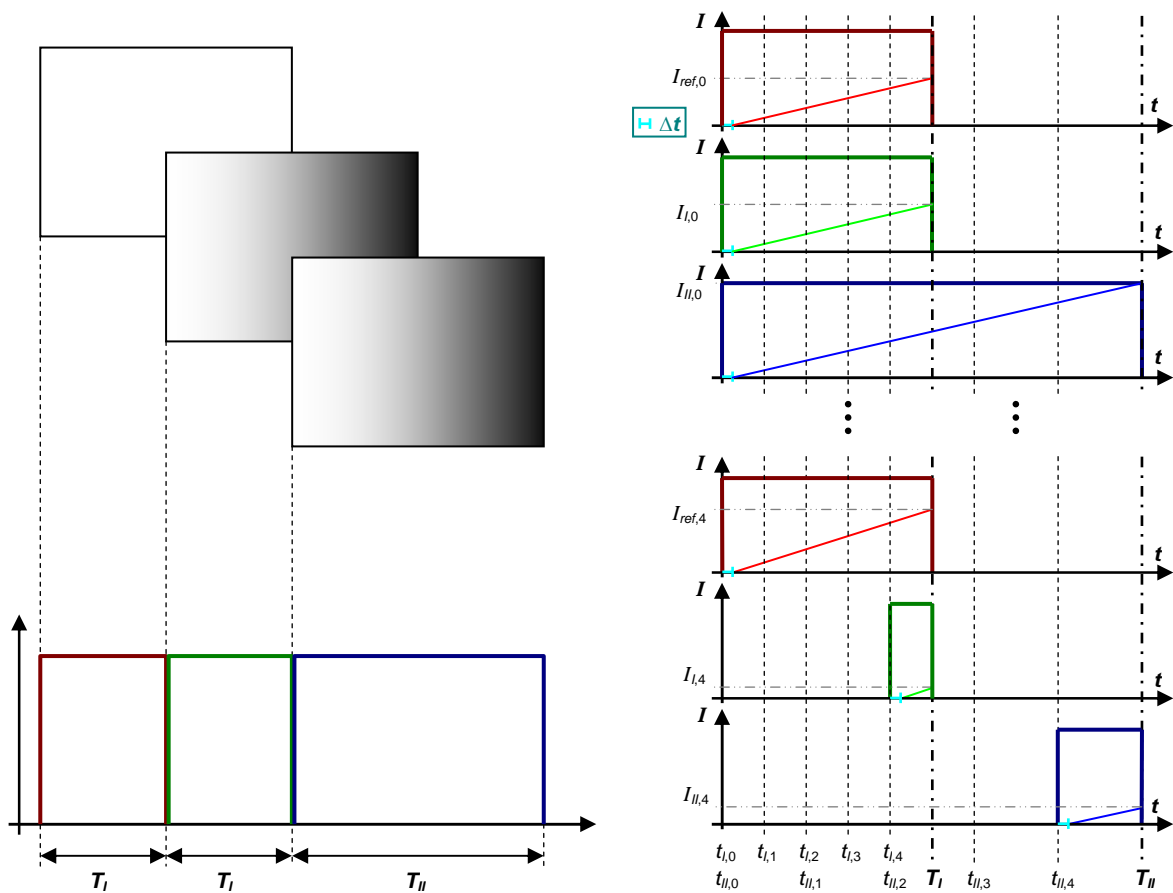 T_I
T_I
T_II
I
I_ref,0
t
Δt
I
I_I,0
t
I
I_II,0
t
I
I_ref,4
t
I
I_I,4
t
I
I_II,4
t
t_I,0 t_I,1 t_I,2 t_I,3 t_I,4
t_II,0 t_II,1 t_II,2 T_I t_II,3 t_II,4 T_II